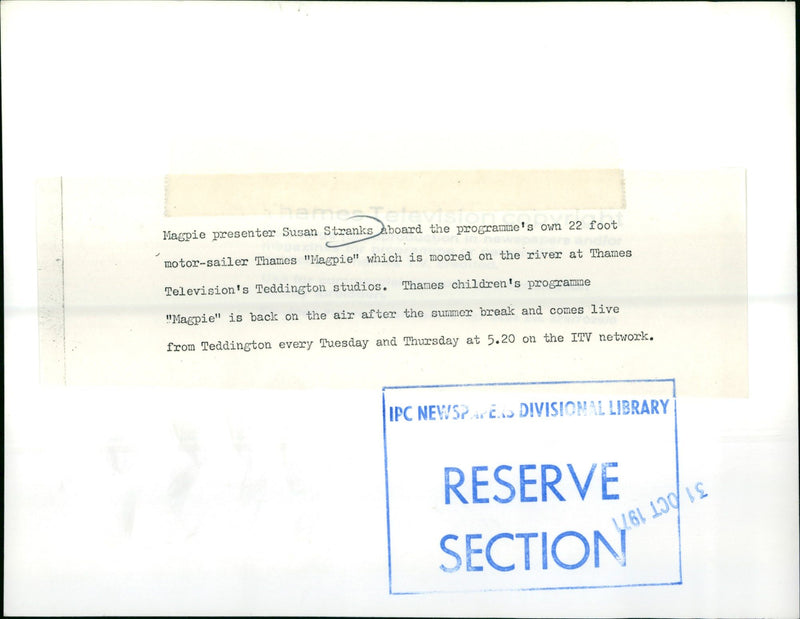 Thames Television copyright
Magpie presenter Susan Stranks aboard the programme's own 22 foot
motor-sailer Thames "Magpie" which is moored on the river at Thames
Television's Teddington studios. Thames children's programme
"Magpie" is back on the air after the summer break and comes live
from Teddington every Tuesday and Thursday at 5.20 on the ITV network.
IPC NEWSPAPERS DIVISIONAL LIBRARY
RESERVE
SECTION
31 OCT 1971